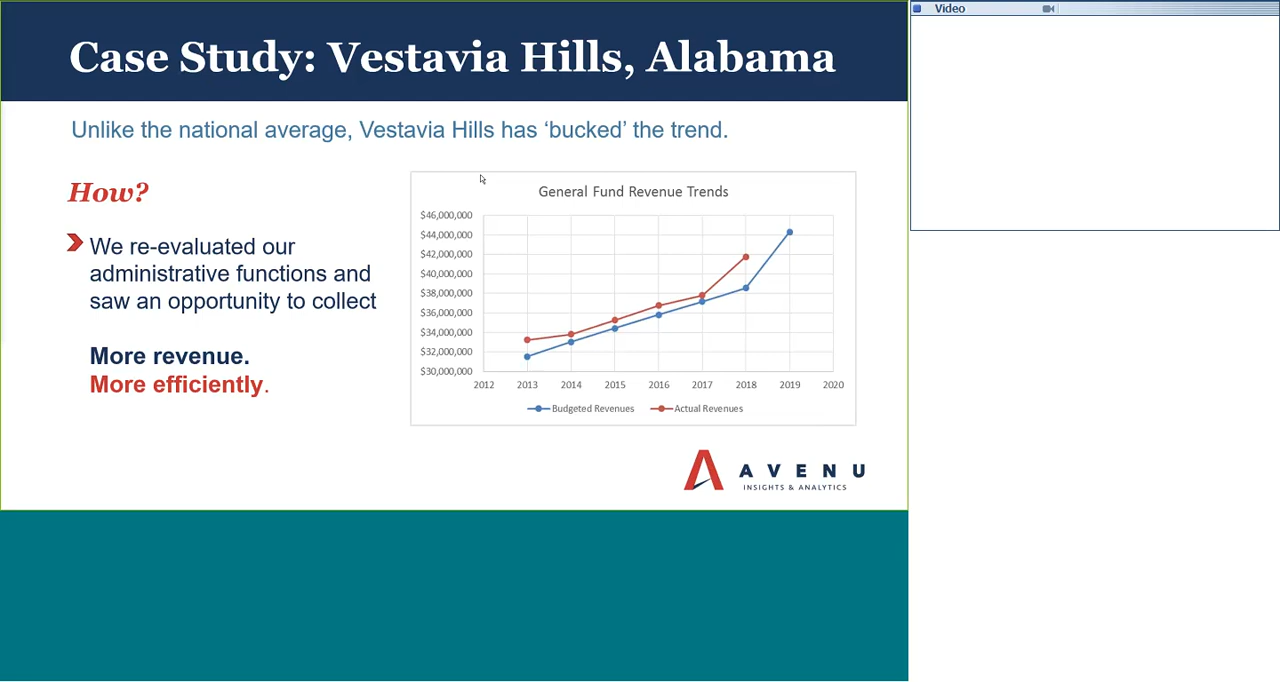 Video
Case Study: Vestavia Hills, Alabama
Unlike the national average, Vestavia Hills has ‘bucked’ the trend.
How?
We re-evaluated our
administrative functions and
saw an opportunity to collect
More revenue.
More efficiently.
General Fund Revenue Trends
$46,000,000
$44,000,000
$42,000,000
$40,000,000
$38,000,000
$36,000,000
$34,000,000
$32,000,000
$30,000,000
2012 2013 2014 2015 2016 2017 2018 2019 2020
Budgeted Revenues Actual Revenues
AVENU
INSIGHTS & ANALYTICS